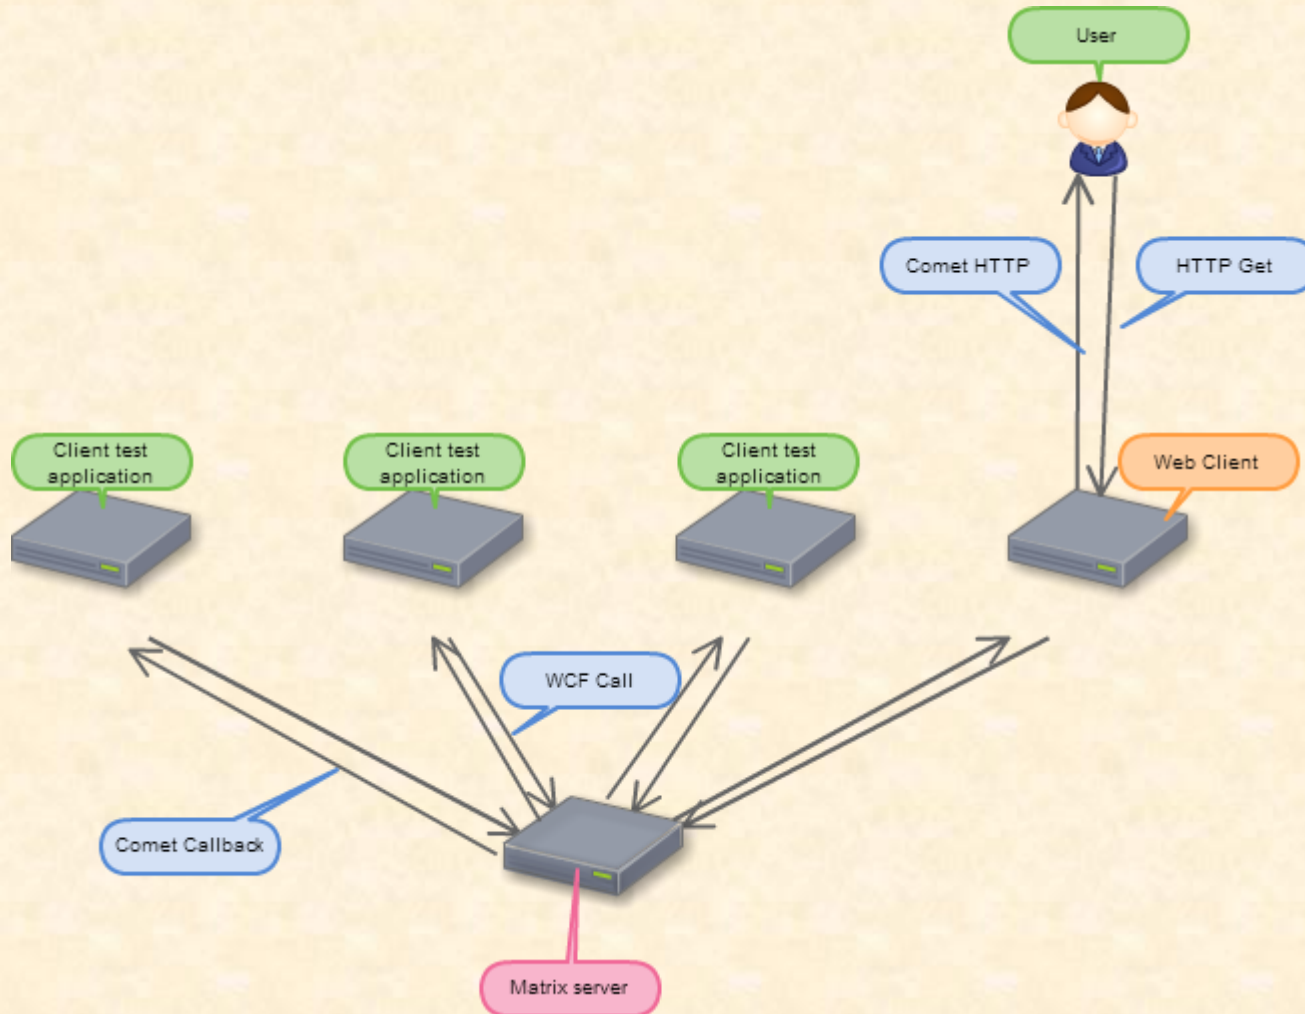 User
Comet HTTP
HTTP Get
Client test
application
Client test
application
Client test
application
Web Client
WCF Call
Comet Callback
Matrix server